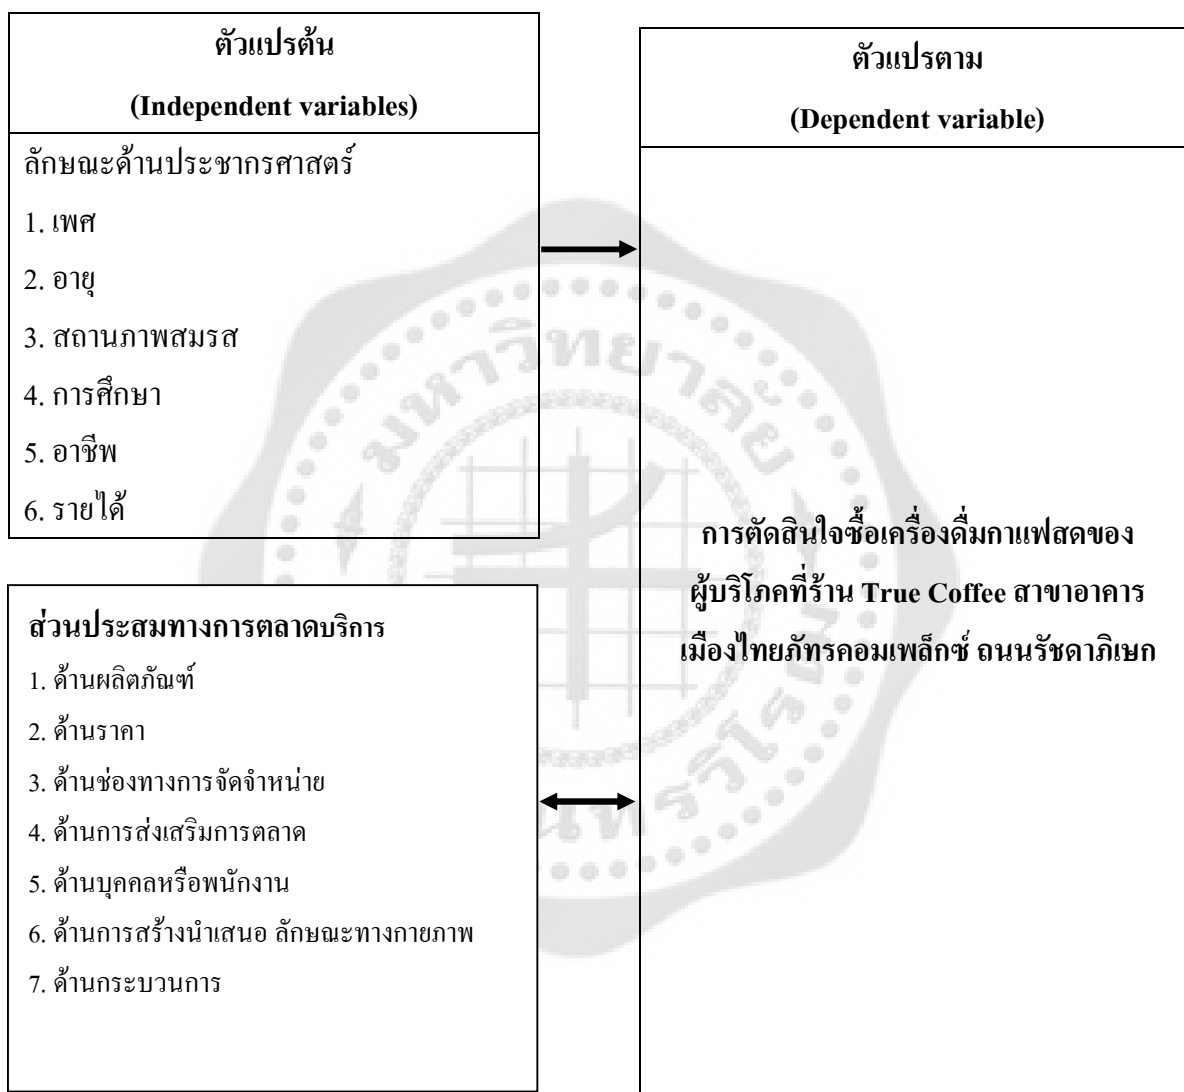 ตัวแปรต้น
(Independent variables)
ลักษณะด้านประชากรศาสตร์
1. เพศ
2. อายุ
3. สถานภาพสมรส
4. การศึกษา
5. อาชีพ
6. รายได้
ส่วนประสมทางการตลาดบริการ
1. ด้านผลิตภัณฑ์
2. ด้านราคา
3. ด้านช่องทางการจัดจำหน่าย
4. ด้านการส่งเสริมการตลาด
5. ด้านบุคคลหรือพนักงาน
6. ด้านการสร้างนำเสนอ ลักษณะทางกายภาพ
7. ด้านกระบวนการ
ตัวแปรตาม
(Dependent variable)
การตัดสินใจซื้อเครื่องดื่มกาแฟสดของ
ผู้บริโภคที่ร้าน True Coffee สาขาอาคาร
เมืองไทยภัทรคอมเพล็กซ์ ถนนรัชดาภิเษก
มหาวิทยาลัย